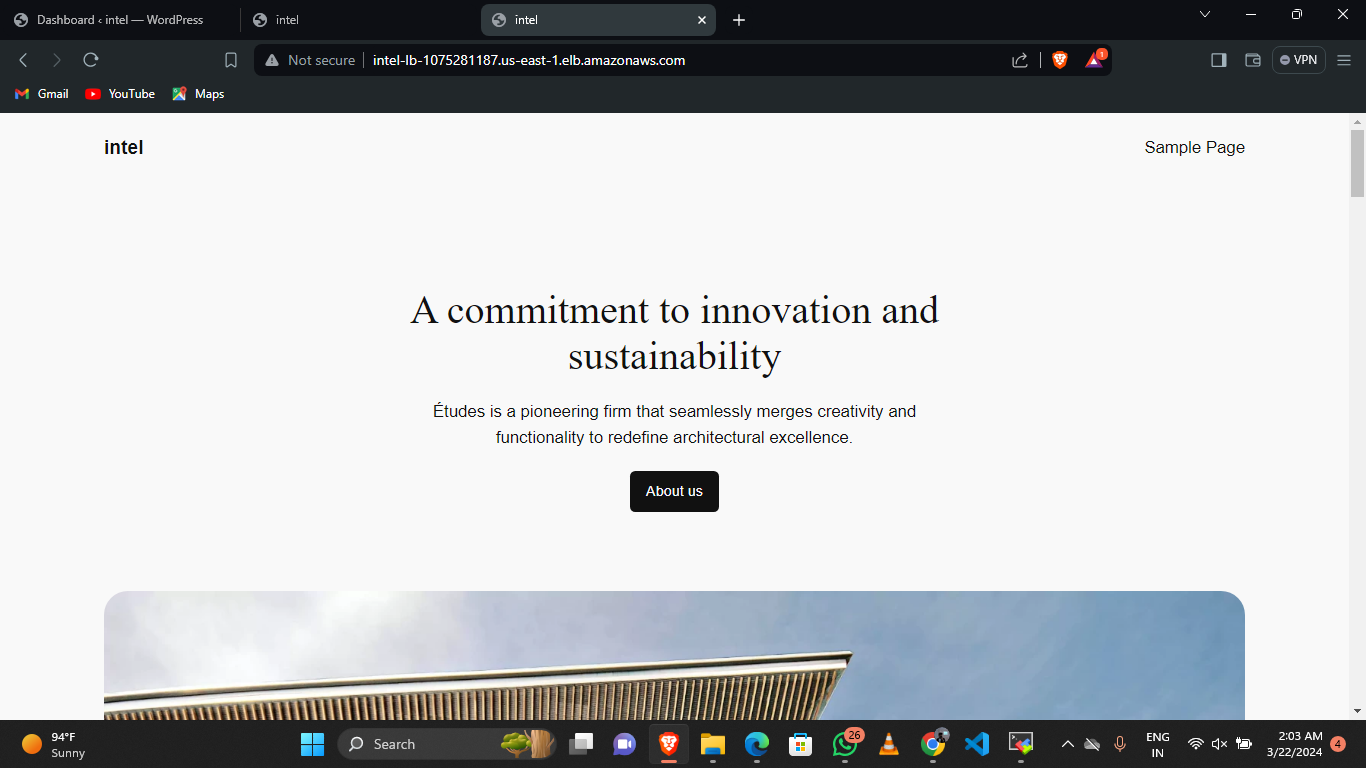 Dashboard ‹ intel — WordPress
intel
intel
Not secure
intel-lb-1075281187.us-east-1.elb.amazonaws.com
1
VPN
Gmail
YouTube
Maps
intel
Sample Page
A commitment to innovation and
sustainability
Études is a pioneering firm that seamlessly merges creativity and
functionality to redefine architectural excellence.
About us
94°F
Sunny
Search
26
ENG
IN
2:03 AM
3/22/2024
4